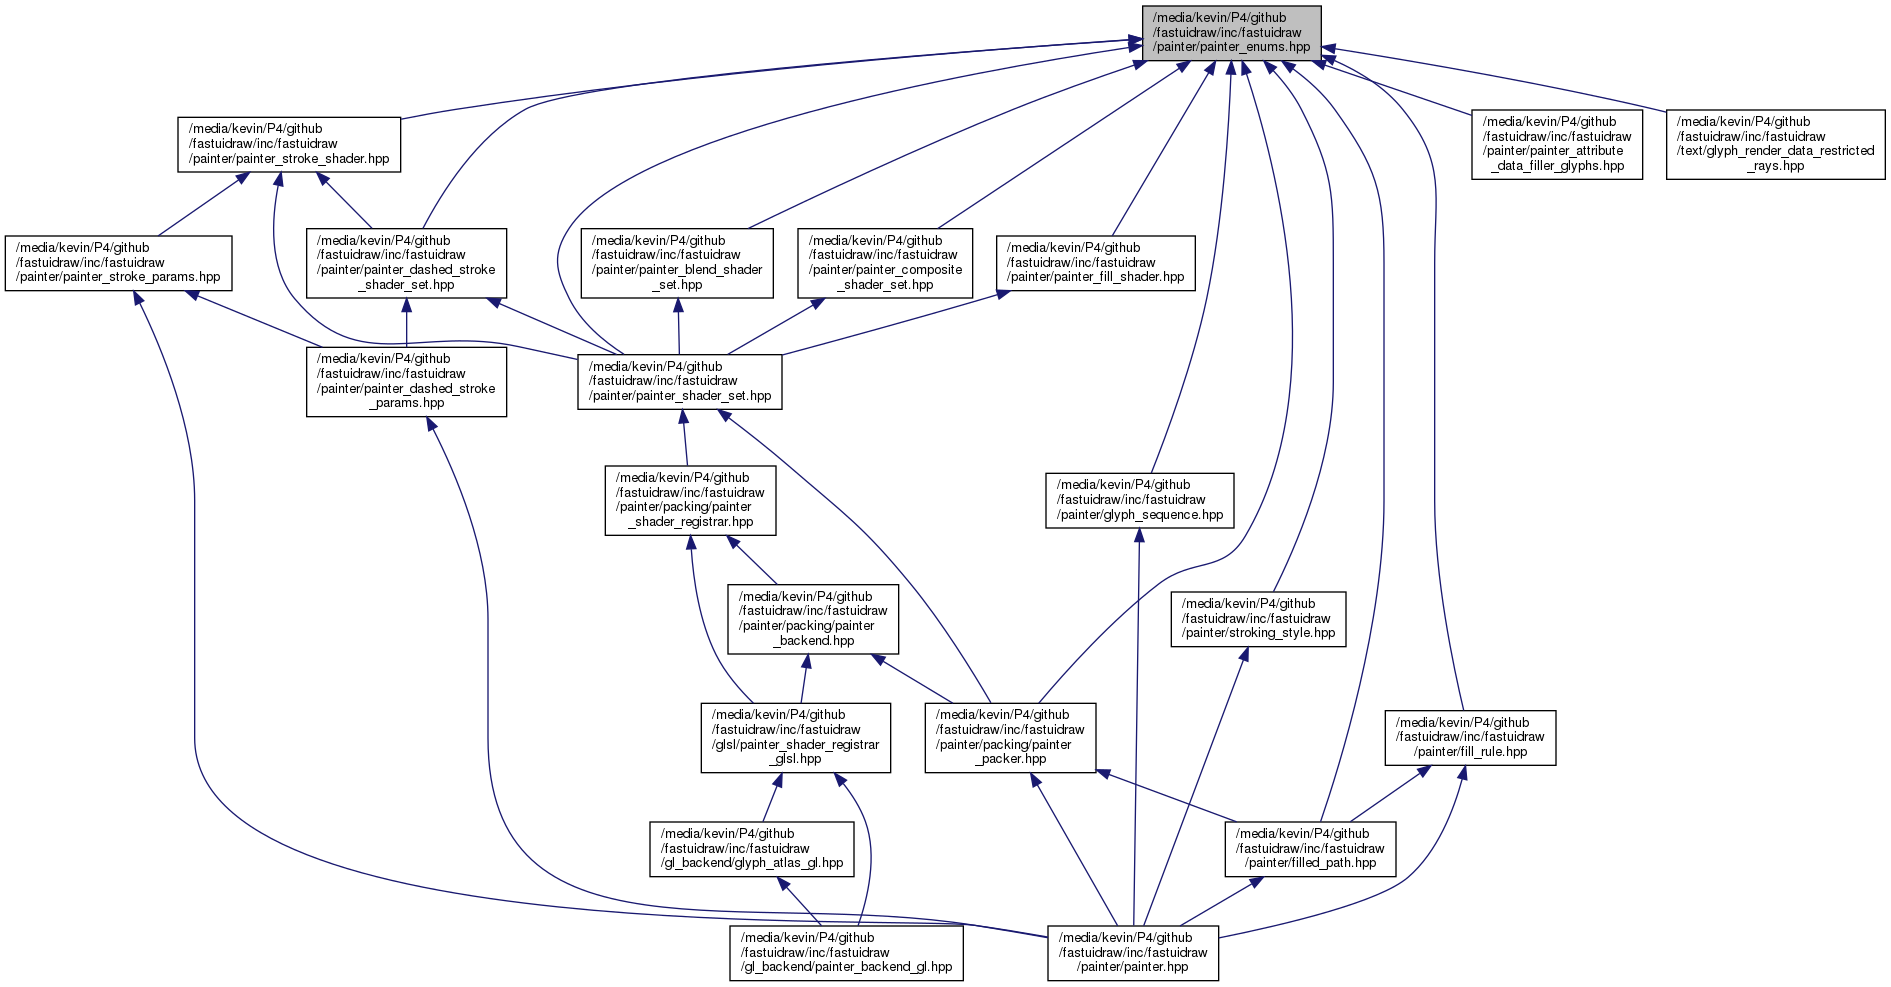 /media/kevin/P4/github
/fastuidraw/inc/fastuidraw
/painter/painter_enums.hpp
/media/kevin/P4/github
/fastuidraw/inc/fastuidraw
/painter/painter_stroke_shader.hpp
/media/kevin/P4/github
/fastuidraw/inc/fastuidraw
/painter/painter_attribute
_data_filler_glyphs.hpp
/media/kevin/P4/github
/fastuidraw/inc/fastuidraw
/text/glyph_render_data_restricted
_rays.hpp
/media/kevin/P4/github
/fastuidraw/inc/fastuidraw
/painter/painter_stroke_params.hpp
/media/kevin/P4/github
/fastuidraw/inc/fastuidraw
/painter/painter_dashed_stroke
_shader_set.hpp
/media/kevin/P4/github
/fastuidraw/inc/fastuidraw
/painter/painter_blend_shader
_set.hpp
/media/kevin/P4/github
/fastuidraw/inc/fastuidraw
/painter/painter_composite
_shader_set.hpp
/media/kevin/P4/github
/fastuidraw/inc/fastuidraw
/painter/painter_fill_shader.hpp
/media/kevin/P4/github
/fastuidraw/inc/fastuidraw
/painter/painter_dashed_stroke
_params.hpp
/media/kevin/P4/github
/fastuidraw/inc/fastuidraw
/painter/painter_shader_set.hpp
/media/kevin/P4/github
/fastuidraw/inc/fastuidraw
/painter/packing/painter
_shader_registrar.hpp
/media/kevin/P4/github
/fastuidraw/inc/fastuidraw
/painter/glyph_sequence.hpp
/media/kevin/P4/github
/fastuidraw/inc/fastuidraw
/painter/packing/painter
_backend.hpp
/media/kevin/P4/github
/fastuidraw/inc/fastuidraw
/painter/stroking_style.hpp
/media/kevin/P4/github
/fastuidraw/inc/fastuidraw
/glsl/painter_shader_registrar
_glsl.hpp
/media/kevin/P4/github
/fastuidraw/inc/fastuidraw
/painter/packing/painter
_packer.hpp
/media/kevin/P4/github
/fastuidraw/inc/fastuidraw
/painter/fill_rule.hpp
/media/kevin/P4/github
/fastuidraw/inc/fastuidraw
/gl_backend/glyph_atlas_gl.hpp
/media/kevin/P4/github
/fastuidraw/inc/fastuidraw
/painter/filled_path.hpp
/media/kevin/P4/github
/fastuidraw/inc/fastuidraw
/gl_backend/painter_backend_gl.hpp
/media/kevin/P4/github
/fastuidraw/inc/fastuidraw
/painter/painter.hpp